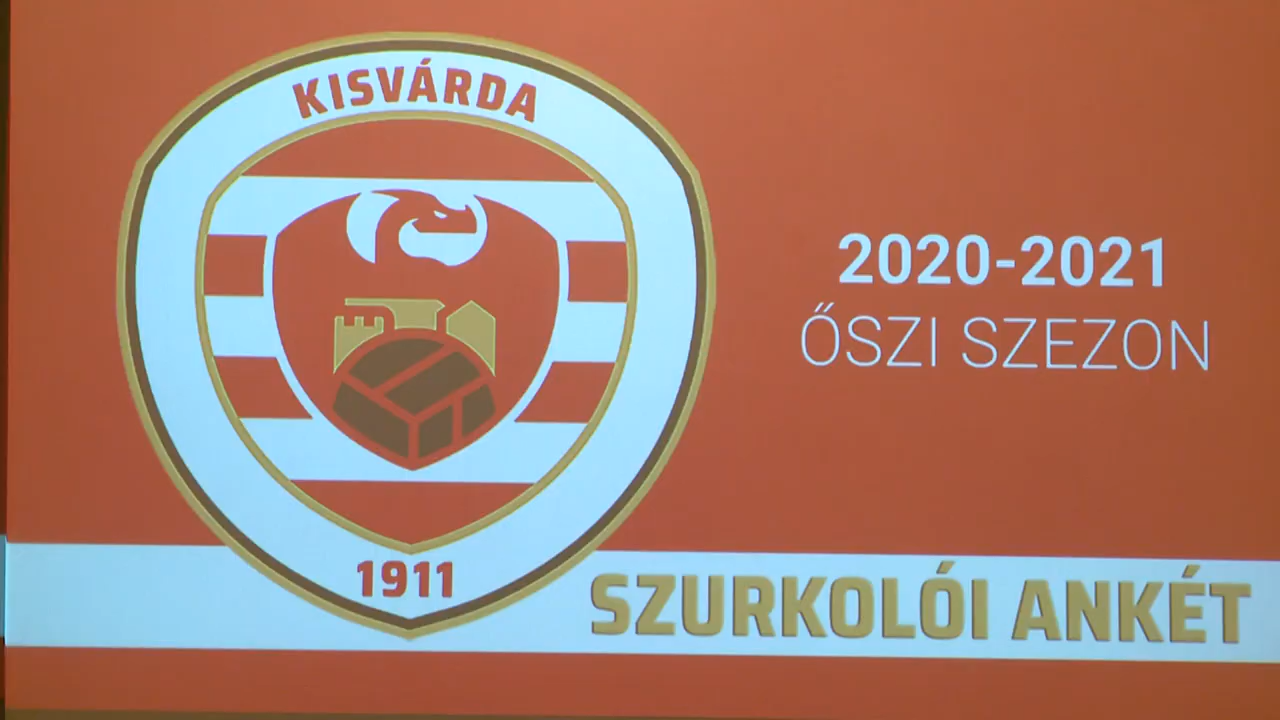 KISVÁRDA
1911
2020-2021
ŐSZI SZEZON
SZURKOLÓI ANKÉT